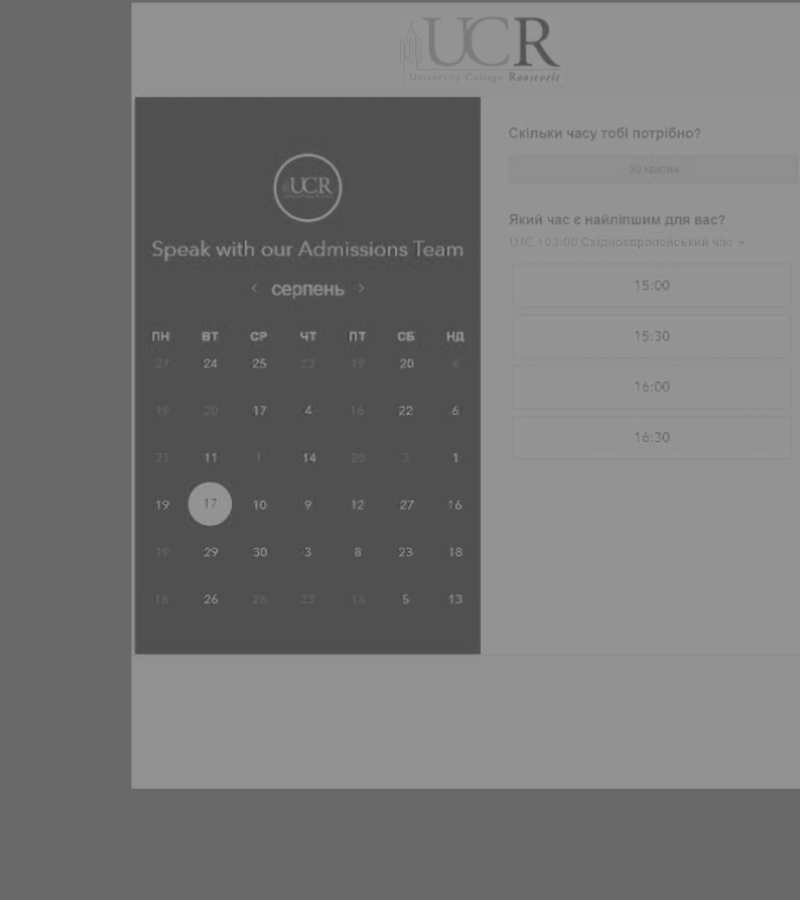 UCR
University College Roosevelt
UCR
Speak with our Admissions Team
< серпень >
ПН ВТ СР ЧТ ПТ СБ НД
27 24 25 22 19 20 6
19 20 17 4 16 22 6
21 11 1 14 28 3 1
19 17 10 9 12 27 16
19 29 30 3 8 23 18
16 26 26 23 13 5 13
Скільки часу тобі потрібно?
30 хвилин
Який час є найліпшим для вас?
UTC +03:00 Східноєвропейський час
15:00
15:30
16:00
16:30